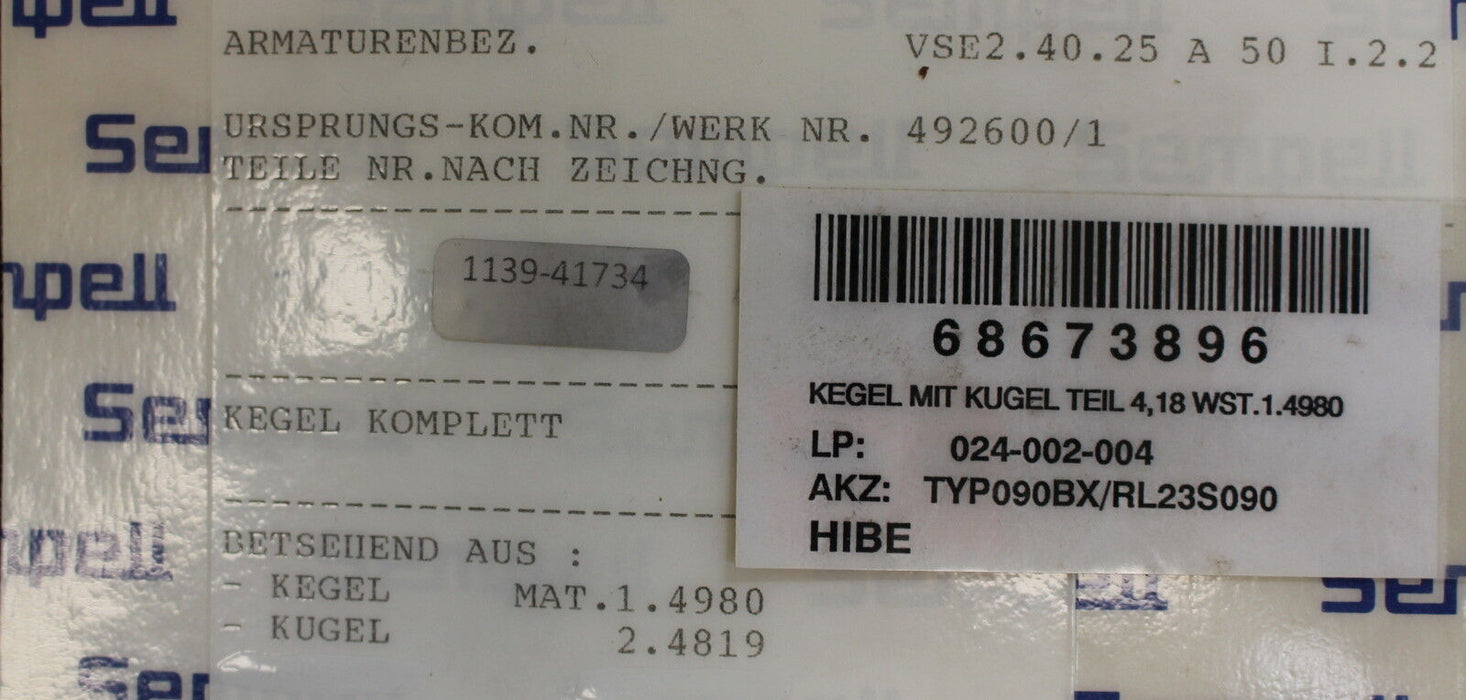 ARMATURENBEZ. VSE2.40.25 A 50 I.2.2
URSPRUNGS-KOM.NR./WERK NR. 492600/1
TEILE NR.NACH ZEICHNG.
1139-41734
KEGEL KOMPLETT
BETSEHEND AUS :
- KEGEL MAT.1.4980
- KUGEL 2.4819
68673896
KEGEL MIT KUGEL TEIL 4,18 WST.1.4980
LP: 024-002-004
AKZ: TYP090BX/RL23S090
HIBE
Sempell